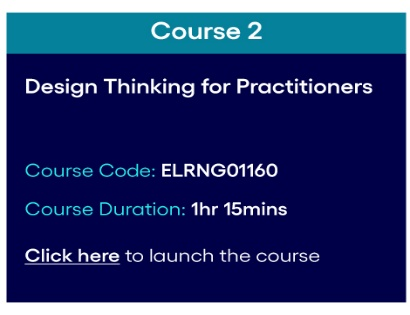 Course 2
Design Thinking for Practitioners
Course Code: ELRNG01160
Course Duration: 1hr 15mins
Click here to launch the course